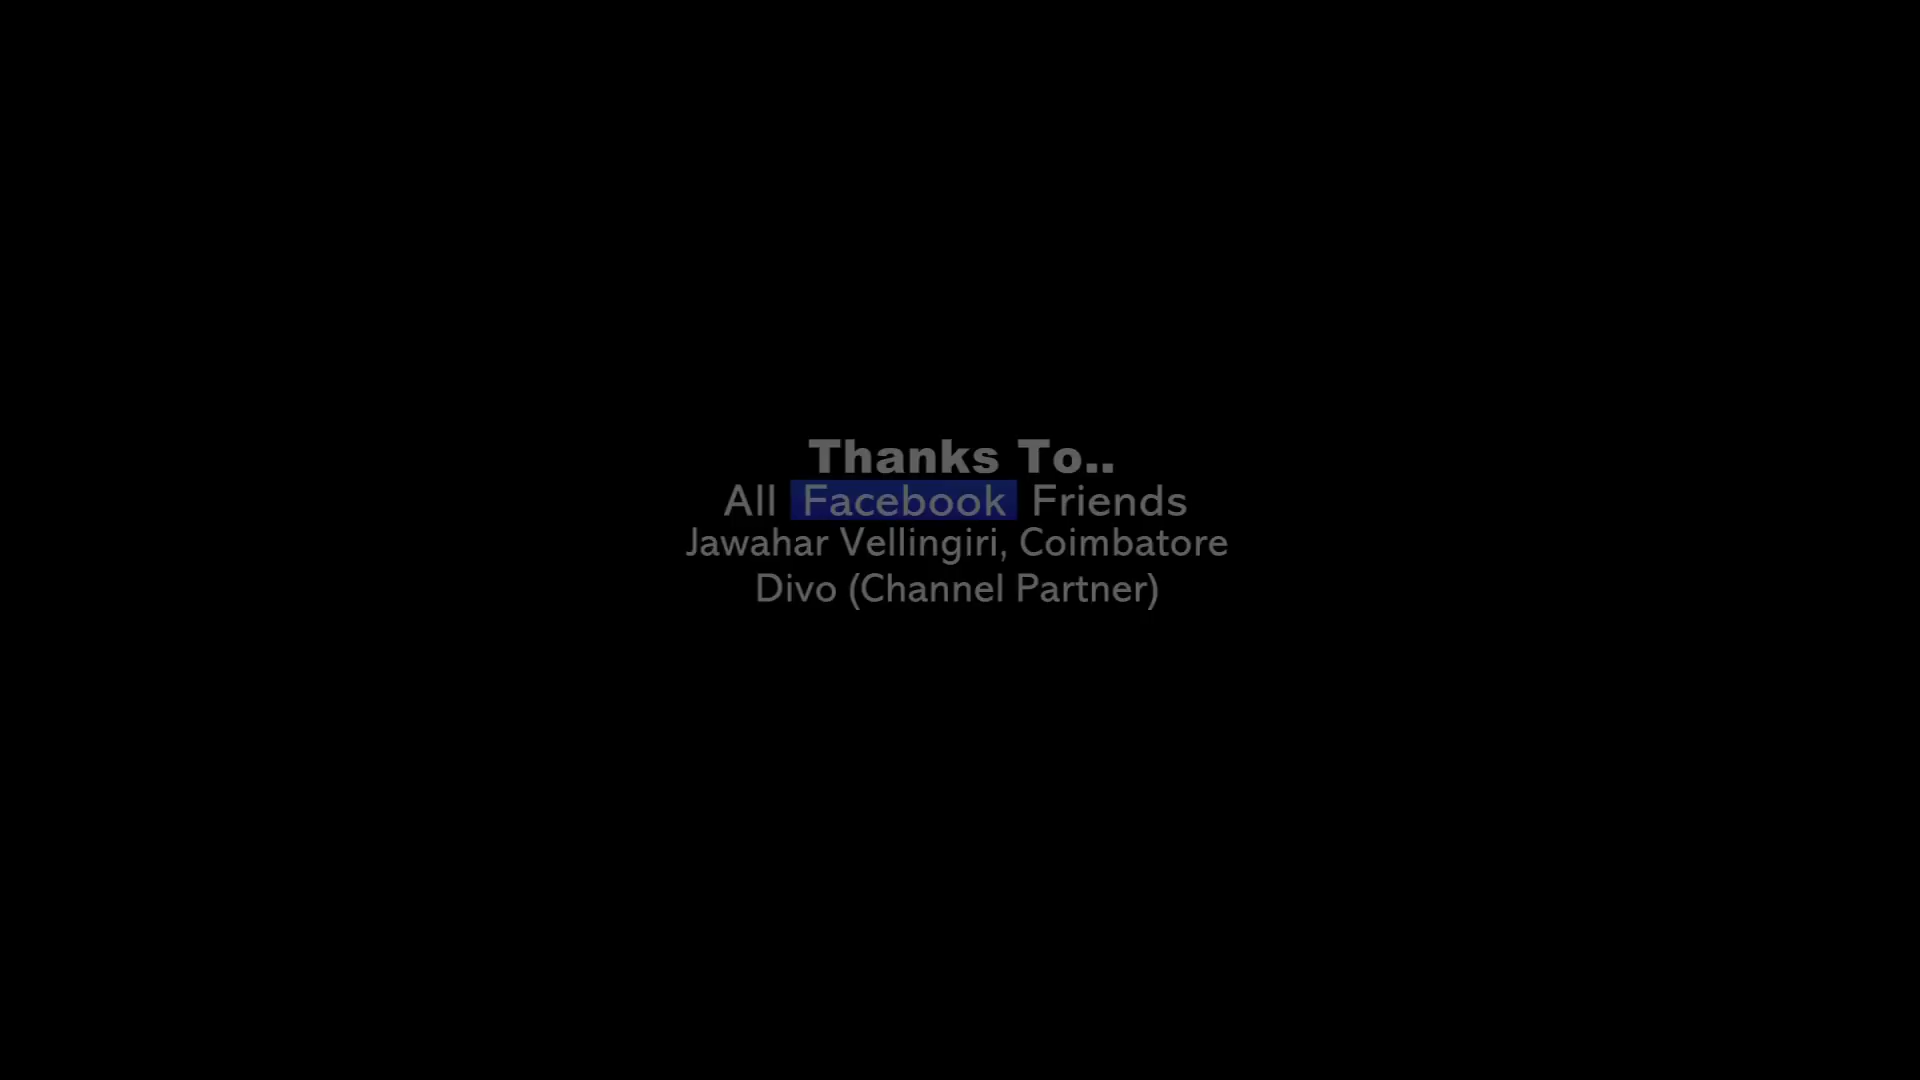 Thanks To..
All Facebook Friends
Jawahar Vellingiri, Coimbatore
Divo (Channel Partner)